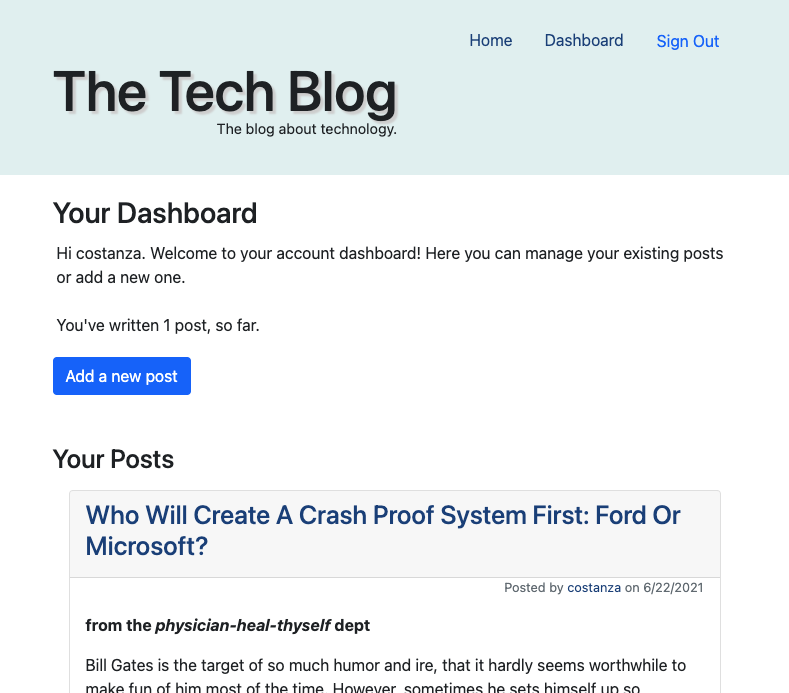 Home Dashboard Sign Out
The Tech Blog
The blog about technology.
Your Dashboard
Hi costanza. Welcome to your account dashboard! Here you can manage your existing posts
or add a new one.
You've written 1 post, so far.
Add a new post
Your Posts
Who Will Create A Crash Proof System First: Ford Or
Microsoft?
Posted by costanza on 6/22/2021
from the physician-heal-thyself dept
Bill Gates is the target of so much humor and ire, that it hardly seems worthwhile to
make fun of him most of the time. However, sometimes he sets himself up so